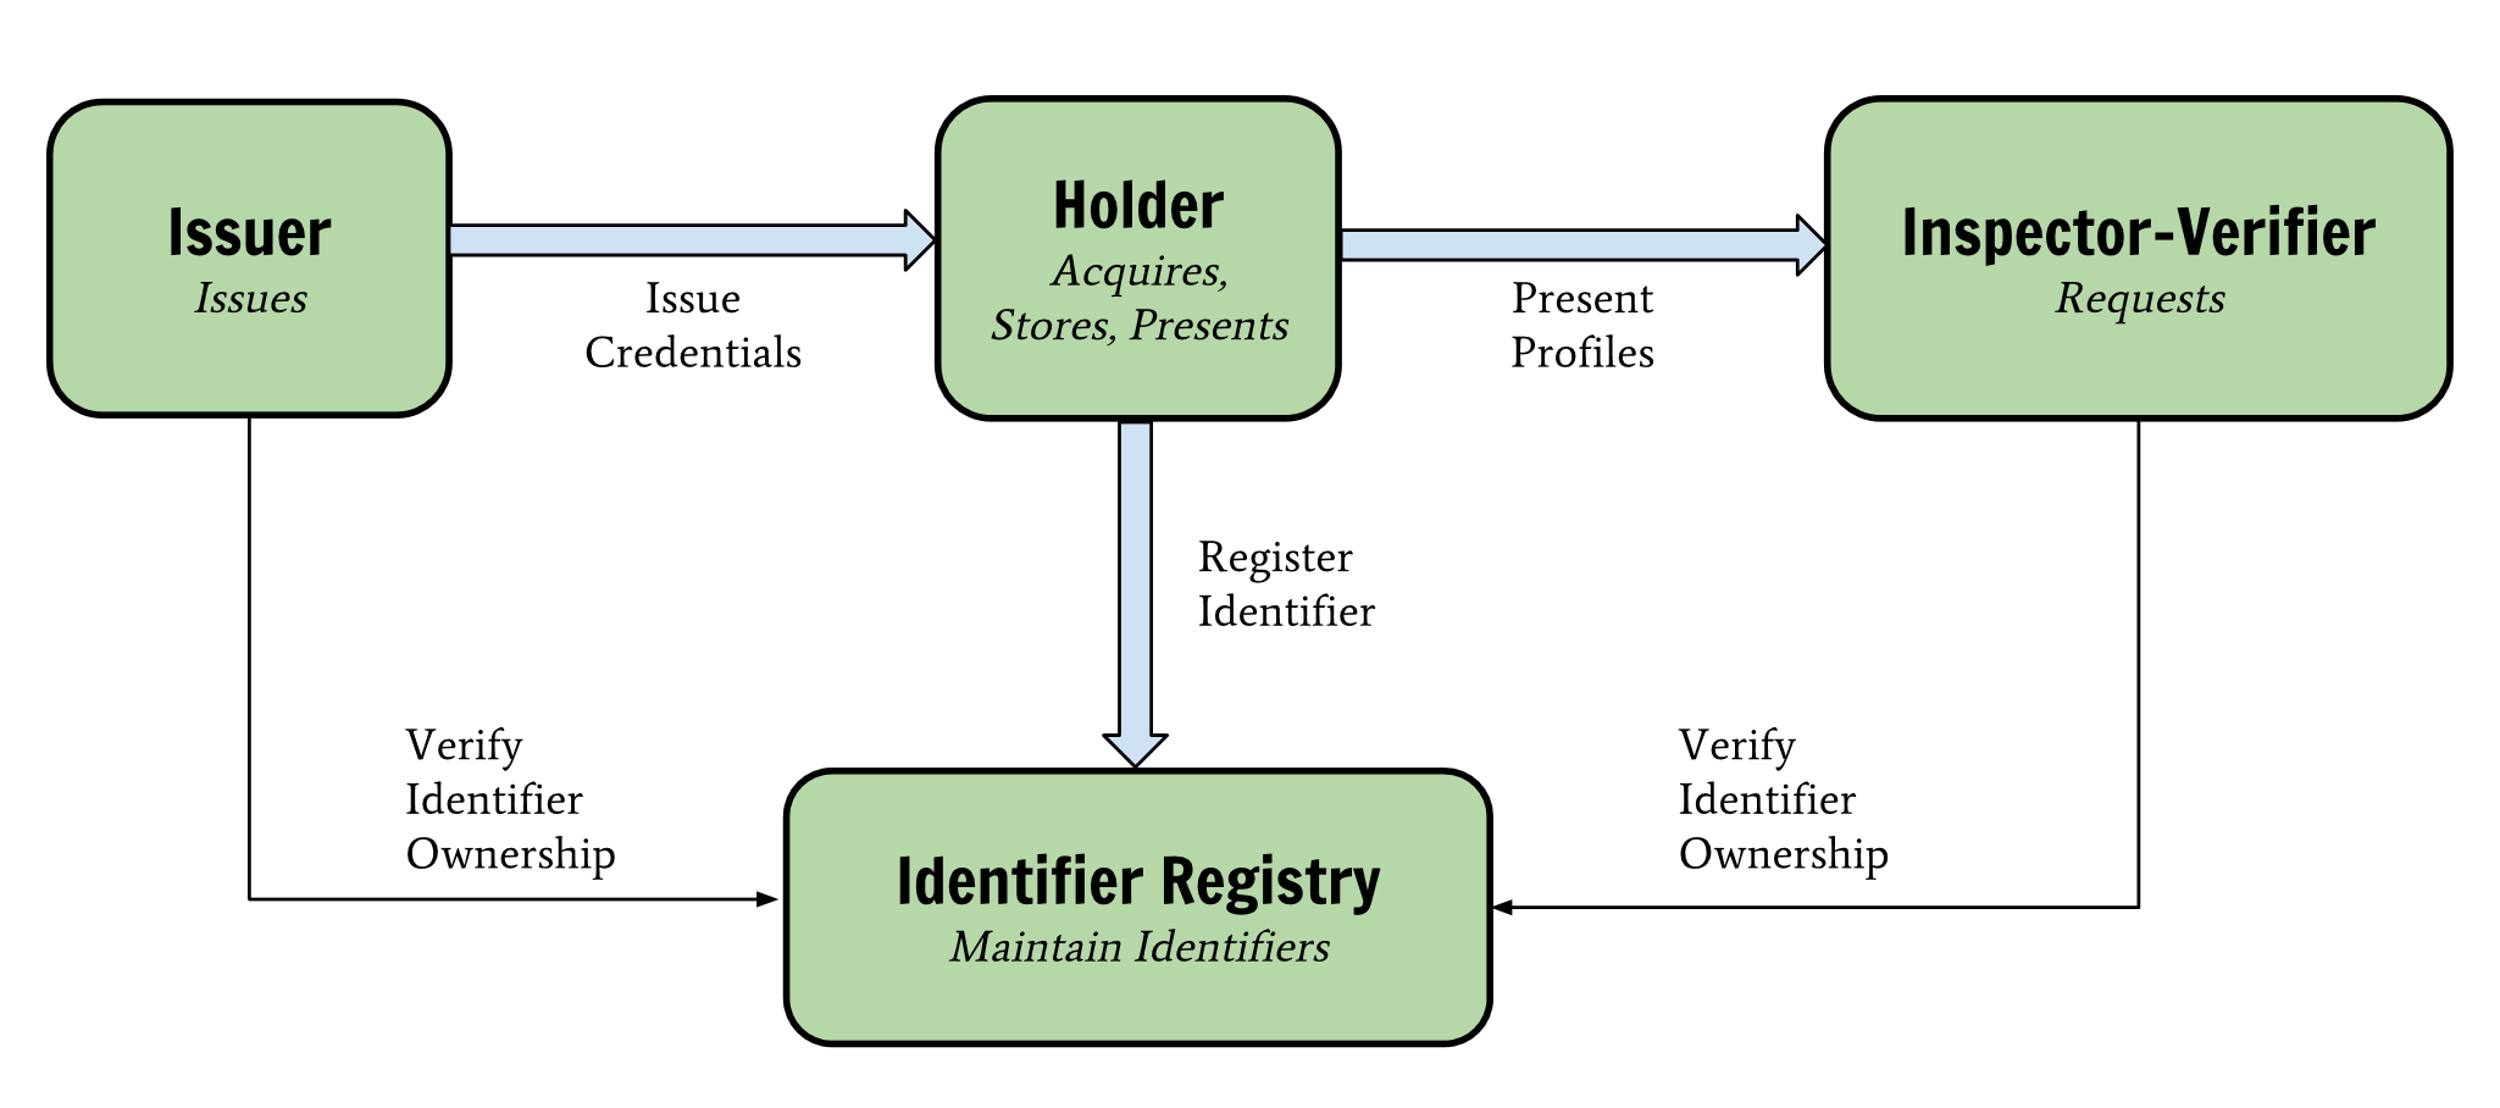 Issuer
Issues
Issue
Credentials
Holder
Acquires,
Stores, Presents
Present
Profiles
Inspector-Verifier
Requests
Register
Identifier
Verify
Identifier
Ownership
Verify
Identifier
Ownership
Identifier Registry
Maintain Identifiers